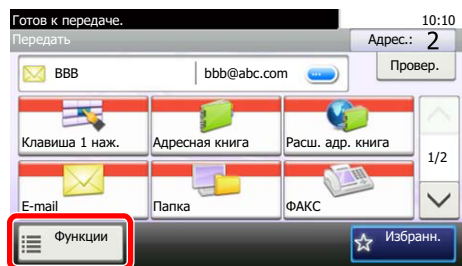 Готов к передаче. 10:10
Передать Адрес.: 2
BBB bbb@abc.com Провер.
Клавиша 1 наж. Адресная книга Расш. адр. книга
1/2
E-mail Папка ФАКС
Функции Избранн.